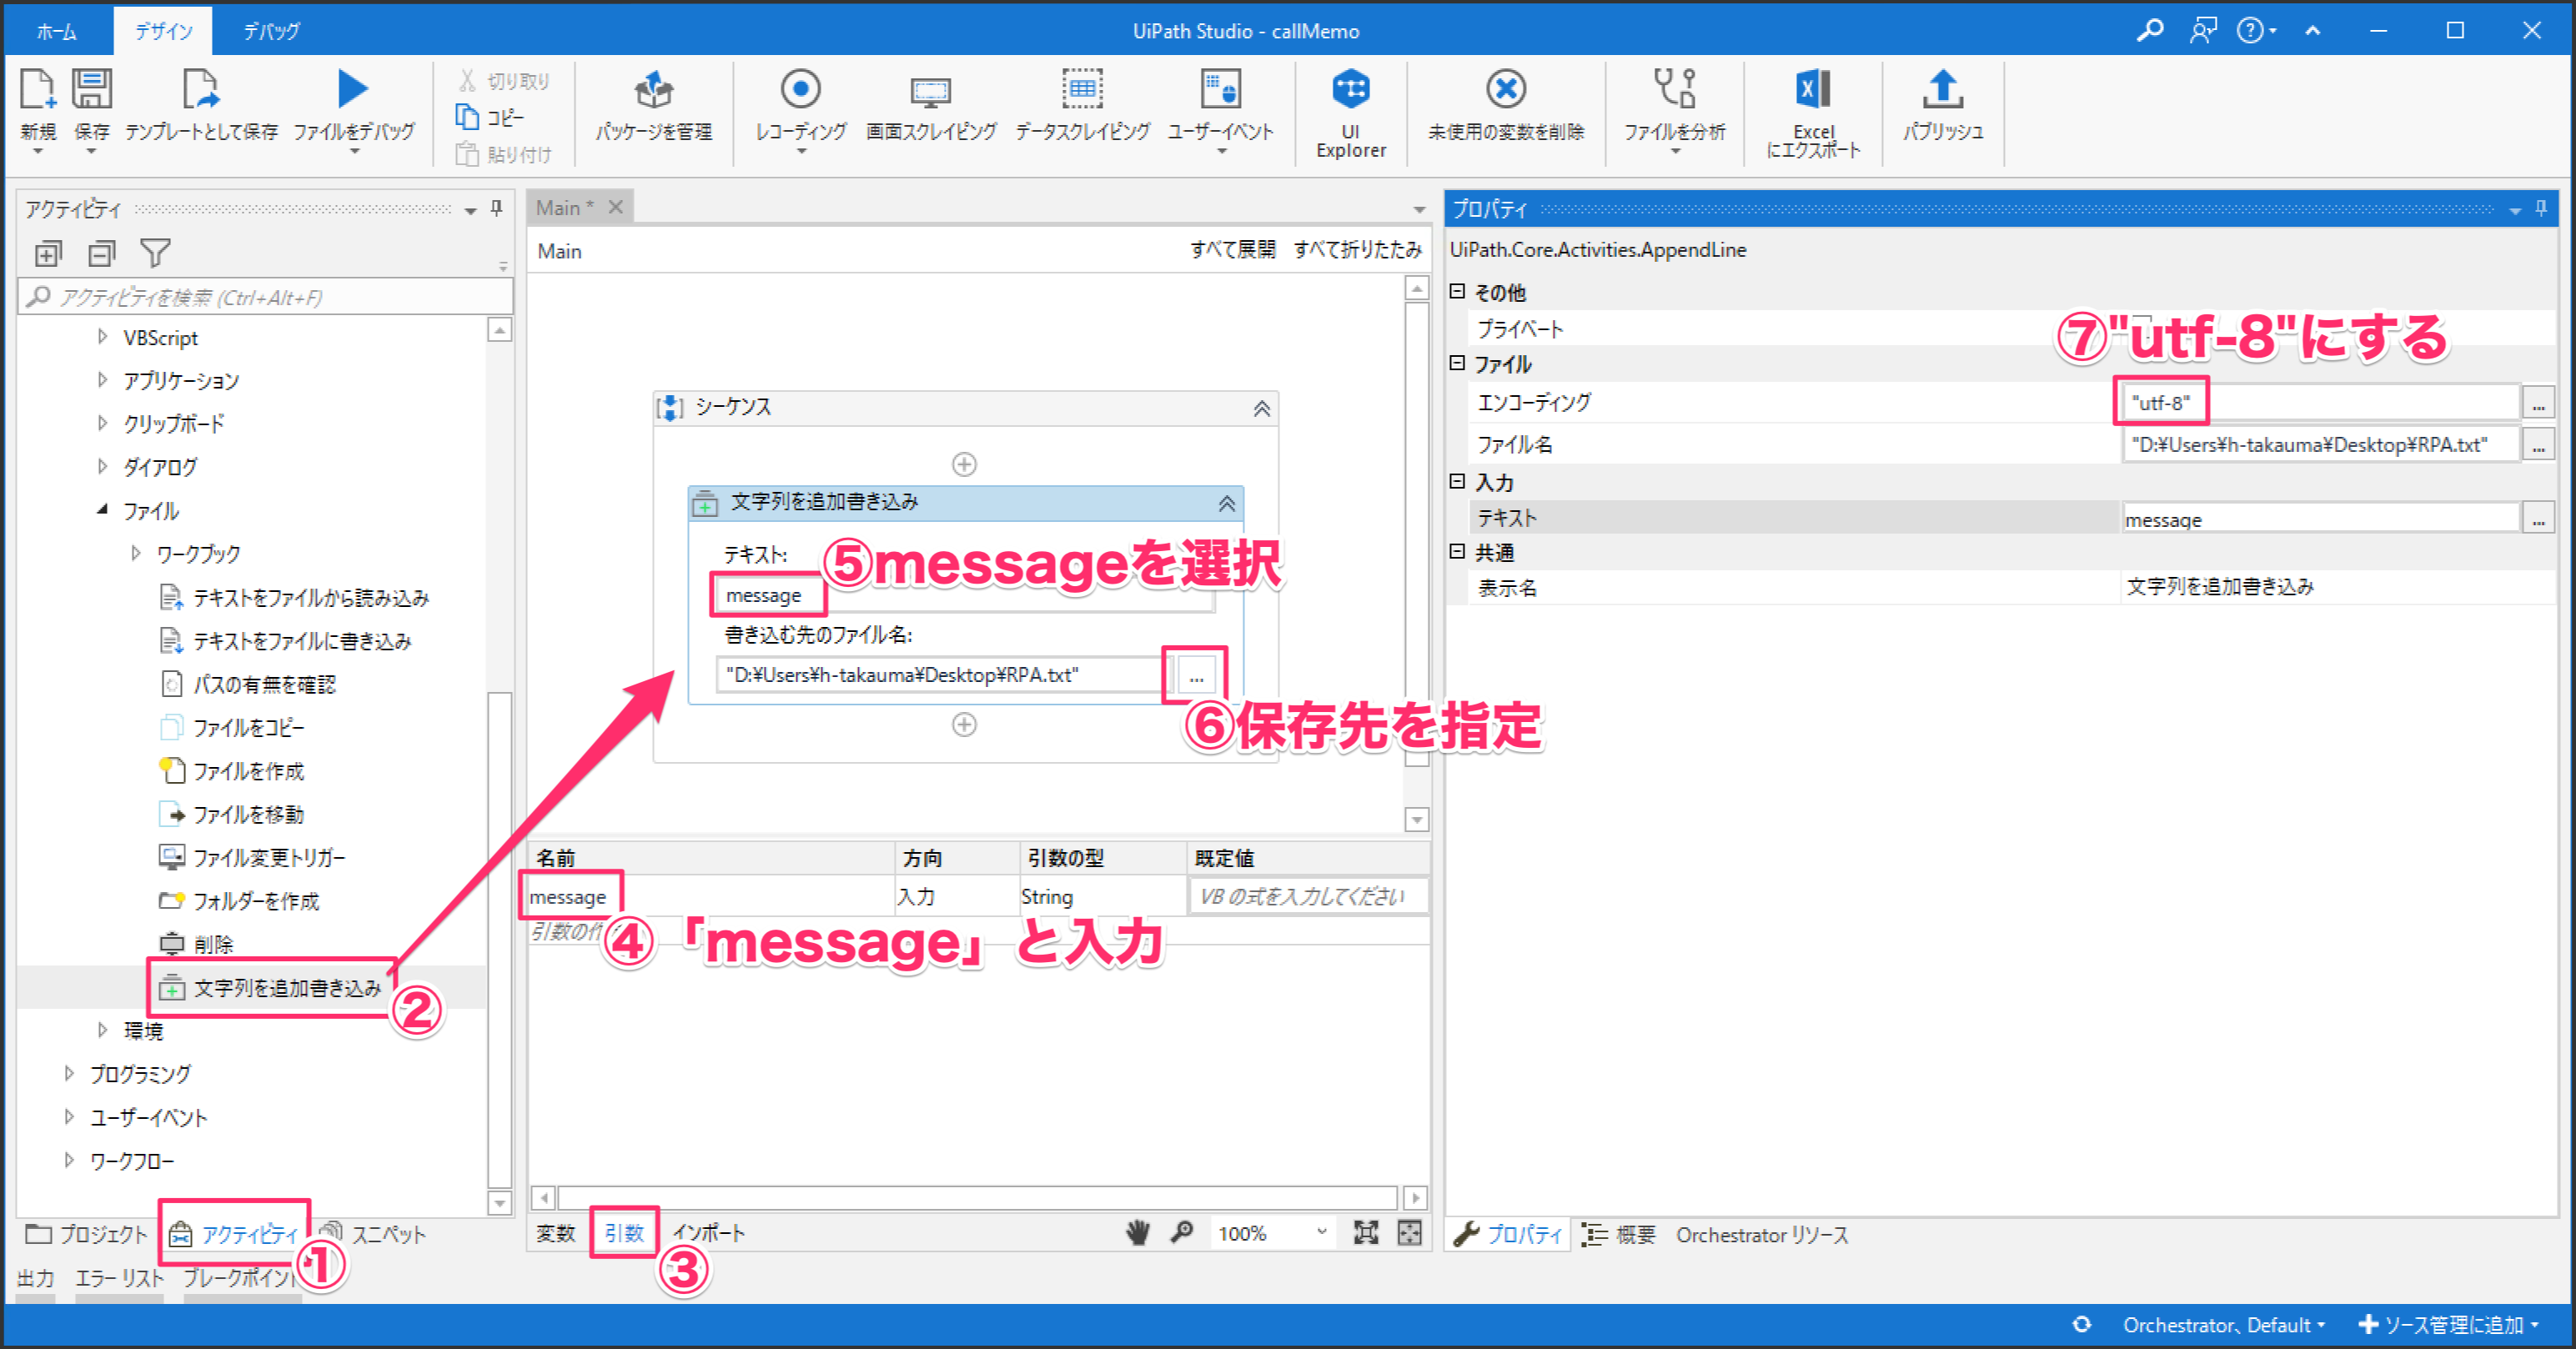 ホーム
デザイン
デバッグ
UiPath Studio - callMemo
新規
保存
テンプレートとして保存
ファイルをデバッグ
切り取り
コピー
貼り付け
パッケージを管理
レコーディング
画面スクレイピング
データスクレイピング
ユーザーイベント
UI
Explorer
未使用の変数を削除
ファイルを分析
Excel
にエクスポート
パブリッシュ
アクティビティ
アクティビティを検索 (Ctrl+Alt+F)
VBScript
アプリケーション
クリップボード
ダイアログ
ファイル
ワークブック
テキストをファイルから読み込み
テキストをファイルに書き込み
パスの有無を確認
ファイルをコピー
ファイルを作成
ファイルを移動
ファイル変更トリガー
フォルダーを作成
削除
文字列を追加書き込み
②
環境
プログラミング
ユーザーイベント
ワークフロー
プロジェクト
アクティビティ
スニペット
①
出力
エラー リスト
ブレークポイント
Main *
Main
すべて展開
すべて折りたたみ
シーケンス
文字列を追加書き込み
テキスト:
⑤messageを選択
message
書き込む先のファイル名:
"D:¥Users¥h-takauma¥Desktop¥RPA.txt"
...
⑥保存先を指定
名前
方向
引数の型
既定値
message
入力
String
VB の式を入力してください
引数の作
④「message」と入力
変数
引数
インポート
③
100%
プロパティ
UiPath.Core.Activities.AppendLine
その他
プライベート
⑦"utf-8"にする
ファイル
エンコーディング
"utf-8"
...
ファイル名
"D:¥Users¥h-takauma¥Desktop¥RPA.txt"
...
入力
テキスト
message
...
共通
表示名
文字列を追加書き込み
プロパティ
概要
Orchestrator リソース
Orchestrator、Default
ソース管理に追加